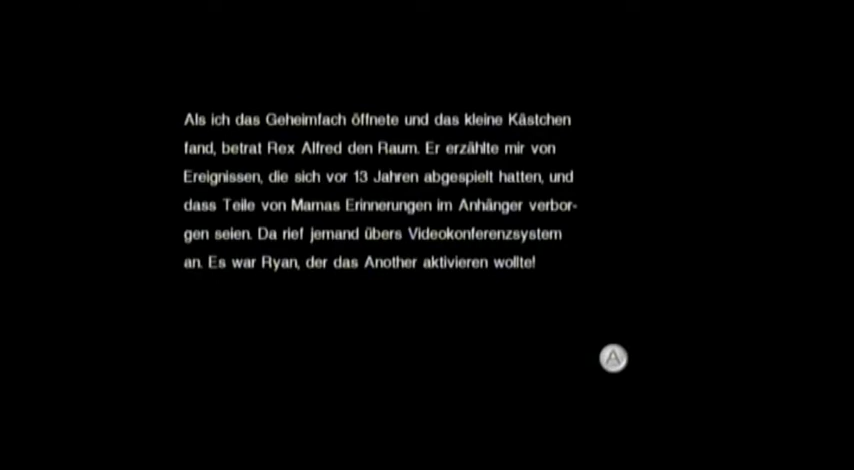 Als ich das Geheimfach öffnete und das kleine Kästchen
fand, betrat Rex Alfred den Raum. Er erzählte mir von
Ereignissen, die sich vor 13 Jahren abgespielt hatten, und
dass Teile von Mamas Erinnerungen im Anhänger verbor-
gen seien. Da rief jemand übers Videokonferenzsystem
an. Es war Ryan, der das Another aktivieren wollte!
A